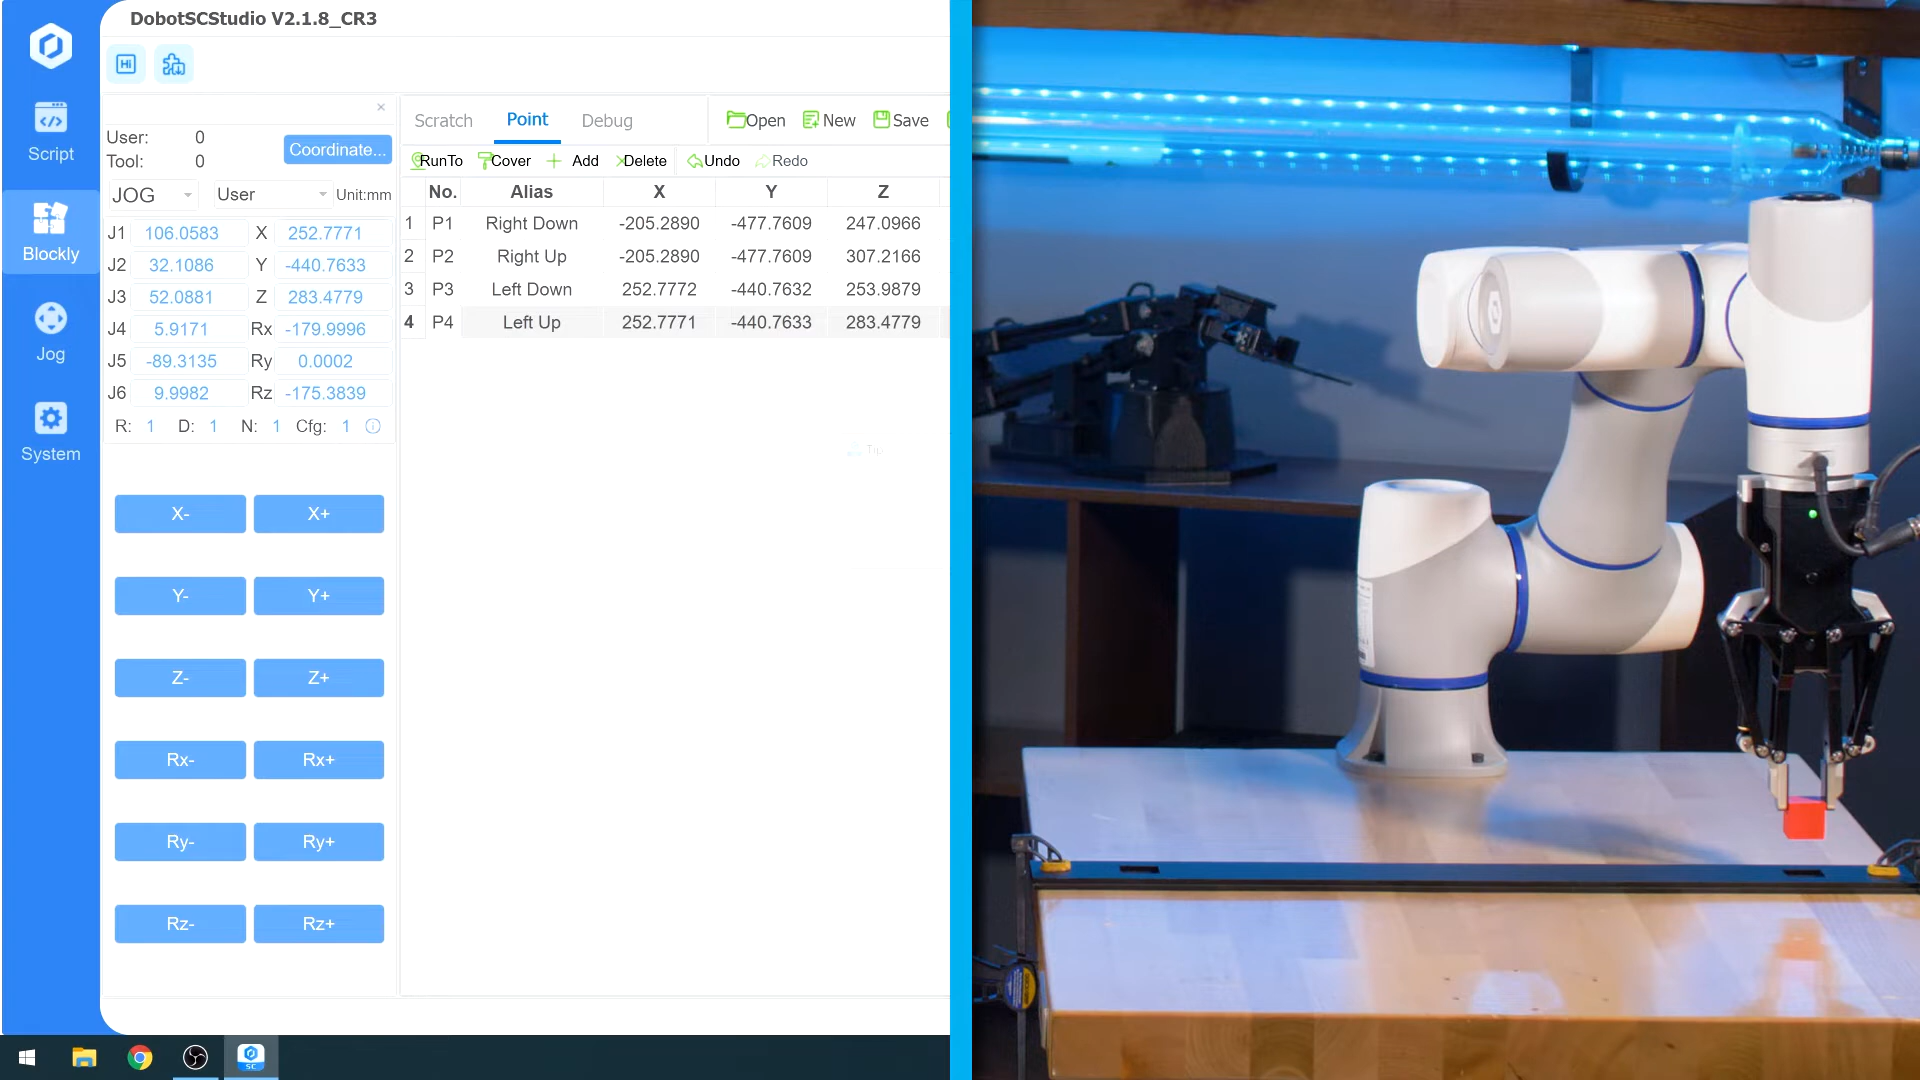 DobotSCStudio V2.1.8_CR3
Hi
Script
Blockly
Jog
System
User: 0
Tool: 0
Coordinate...
JOG User Unit:mm
J1 106.0583 X 252.7771
J2 32.1086 Y -440.7633
J3 52.0881 Z 283.4779
J4 5.9171 Rx -179.9996
J5 -89.3135 Ry 0.0002
J6 9.9982 Rz -175.3839
R: 1 D: 1 N: 1 Cfg: 1
X- X+
Y- Y+
Z- Z+
Rx- Rx+
Ry- Ry+
Rz- Rz+
Scratch Point Debug Open New Save
RunTo Cover Add Delete Undo Redo
No. Alias X Y Z
1 P1 Right Down -205.2890 -477.7609 247.0966
2 P2 Right Up -205.2890 -477.7609 307.2166
3 P3 Left Down 252.7772 -440.7632 253.9879
4 P4 Left Up 252.7771 -440.7633 283.4779
Tip
SC